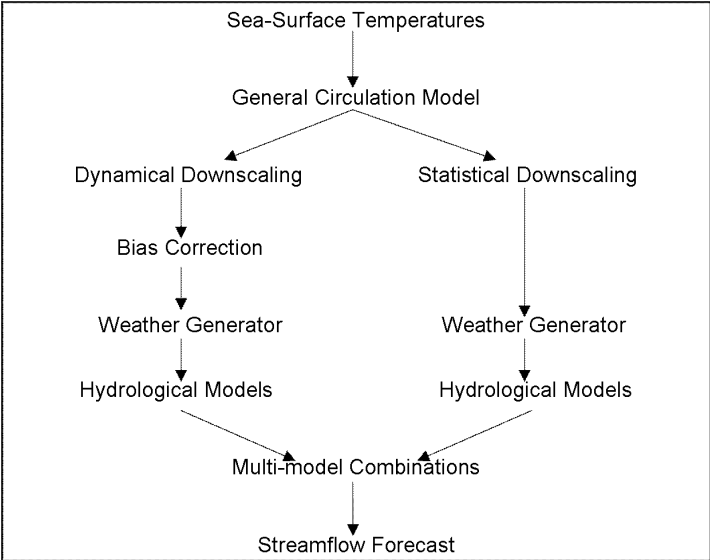 Sea-Surface Temperatures
General Circulation Model
Dynamical Downscaling
Statistical Downscaling
Bias Correction
Weather Generator
Weather Generator
Hydrological Models
Hydrological Models
Multi-model Combinations
Streamflow Forecast